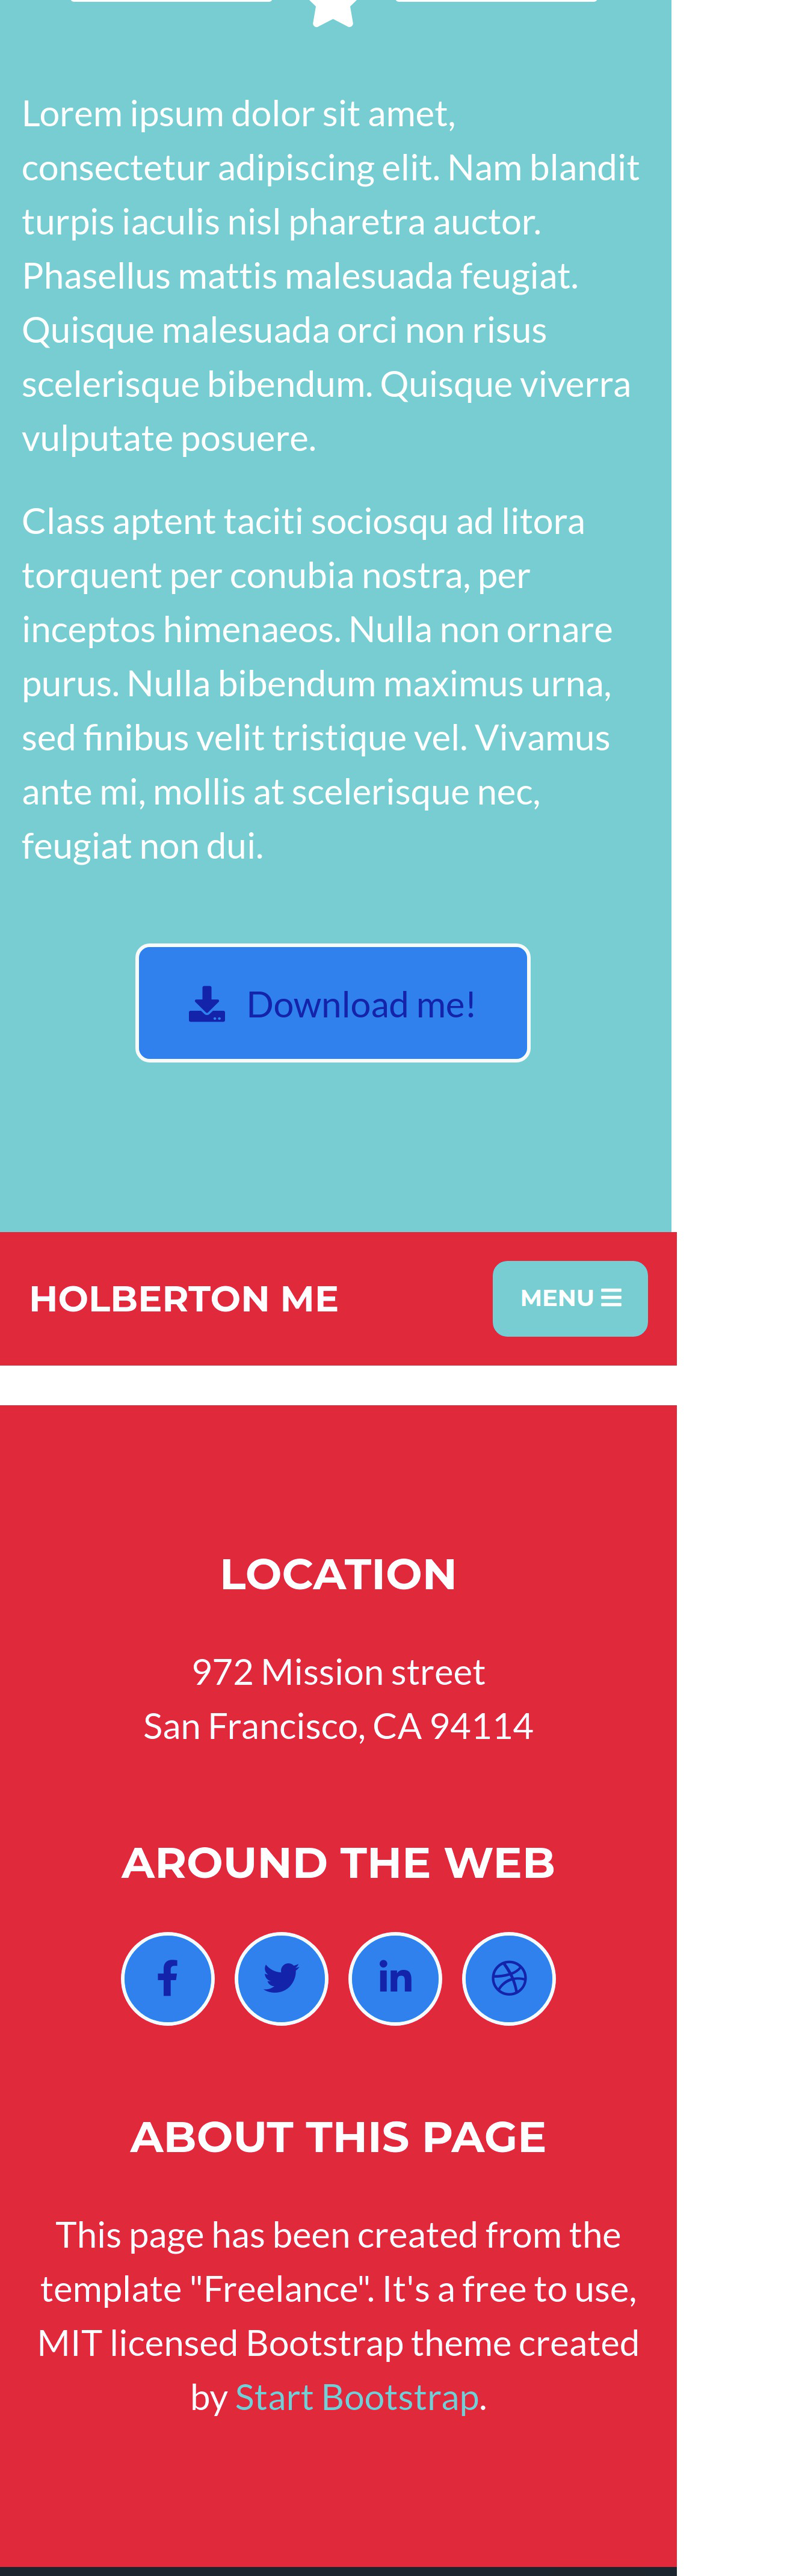 Lorem ipsum dolor sit amet,
consectetur adipiscing elit. Nam blandit
turpis iaculis nisl pharetra auctor.
Phasellus mattis malesuada feugiat.
Quisque malesuada orci non risus
scelerisque bibendum. Quisque viverra
vulputate posuere.
Class aptent taciti sociosqu ad litora
torquent per conubia nostra, per
inceptos himenaeos. Nulla non ornare
purus. Nulla bibendum maximus urna,
sed finibus velit tristique vel. Vivamus
ante mi, mollis at scelerisque nec,
feugiat non dui.
Download me!
HOLBERTON ME MENU
LOCATION
972 Mission street
San Francisco, CA 94114
AROUND THE WEB
ABOUT THIS PAGE
This page has been created from the
template "Freelance". It's a free to use,
MIT licensed Bootstrap theme created
by Start Bootstrap.